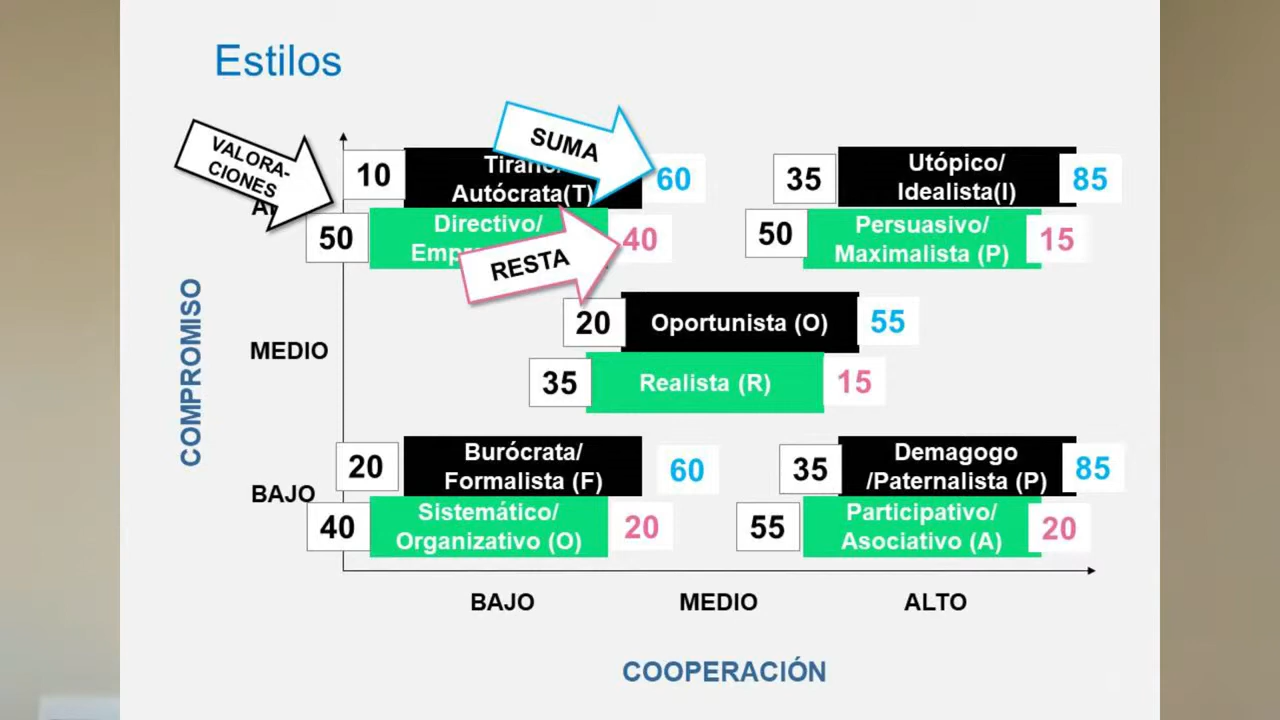 Estilos
SUMA
VALORA-
CIONES
10
Autócrata(T)
60
35
Utópico/
Idealista(I)
85
50
Directivo/
40
RESTA
50
Persuasivo/
Maximalista (P)
15
20
Oportunista (O)
55
MEDIO
35
Realista (R)
15
COMPROMISO
20
Burócrata/
Formalista (F)
60
35
Demagogo
/Paternalista (P)
85
BAJO
40
Sistemático/
Organizativo (O)
20
55
Participativo/
Asociativo (A)
20
BAJO
MEDIO
ALTO
COOPERACIÓN